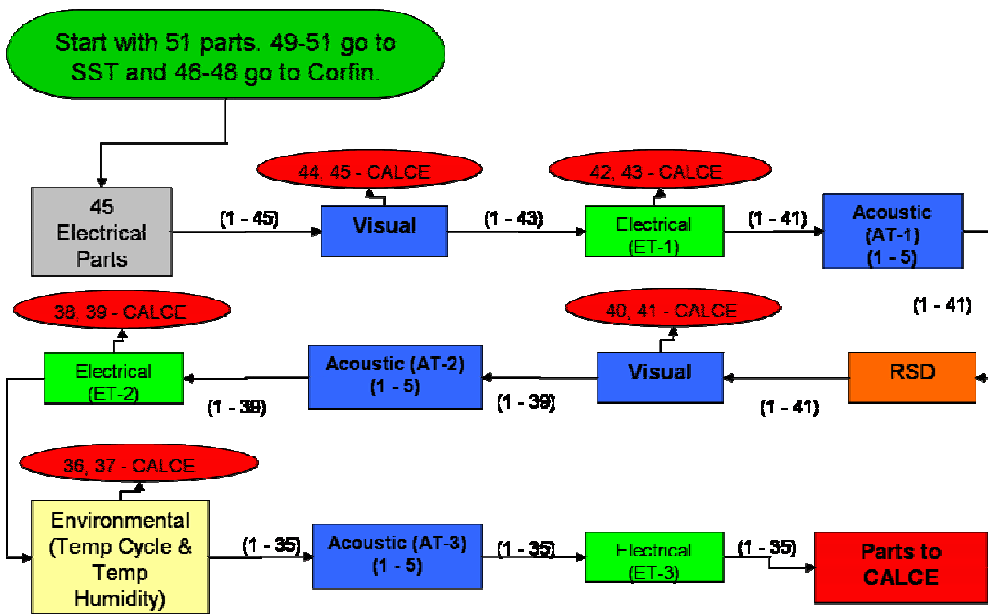 Start with 51 parts. 49-51 go to
SST and 46-48 go to Corfin.
44, 45 - CALCE
42, 43 - CALCE
45
Electrical
Parts
(1 - 45)
Visual
(1 - 43)
Electrical
(ET-1)
(1 - 41)
Acoustic
(AT-1)
(1 - 5)
(1 - 41)
38, 39 - CALCE
40, 41 - CALCE
Electrical
(ET-2)
(1 - 39)
Acoustic (AT-2)
(1 - 5)
(1 - 39)
Visual
(1 - 41)
RSD
36, 37 - CALCE
Environmental
(Temp Cycle &
Temp
Humidity)
(1 - 35)
Acoustic (AT-3)
(1 - 5)
(1 - 35)
Electrical
(ET-3)
(1 - 35)
Parts to
CALCE